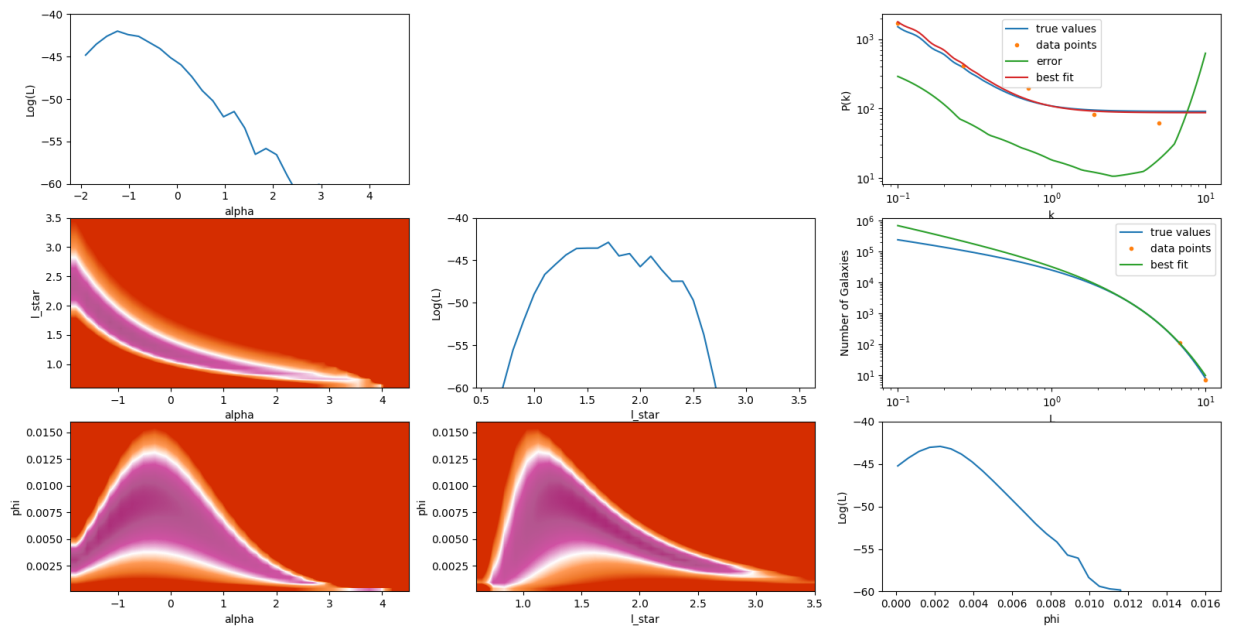 −40
−45
−50
−55
−60
Log(L)
−2 −1 0 1 2 3 4
alpha
10³
10²
10¹
P(k)
true values
data points
error
best fit
10⁻¹ 10⁰ 10¹
k
3.5
3.0
2.5
2.0
1.5
1.0
l_star
−1 0 1 2 3 4
alpha
−40
−45
−50
−55
−60
Log(L)
0.5 1.0 1.5 2.0 2.5 3.0 3.5
l_star
10⁶
10⁵
10⁴
10³
10²
10¹
Number of Galaxies
true values
data points
best fit
10⁻¹ 10⁰ 10¹
0.0150
0.0125
0.0100
0.0075
0.0050
0.0025
phi
−1 0 1 2 3 4
alpha
0.0150
0.0125
0.0100
0.0075
0.0050
0.0025
phi
1.0 1.5 2.0 2.5 3.0 3.5
l_star
−40
−45
−50
−55
−60
Log(L)
0.000 0.002 0.004 0.006 0.008 0.010 0.012 0.014 0.016
phi